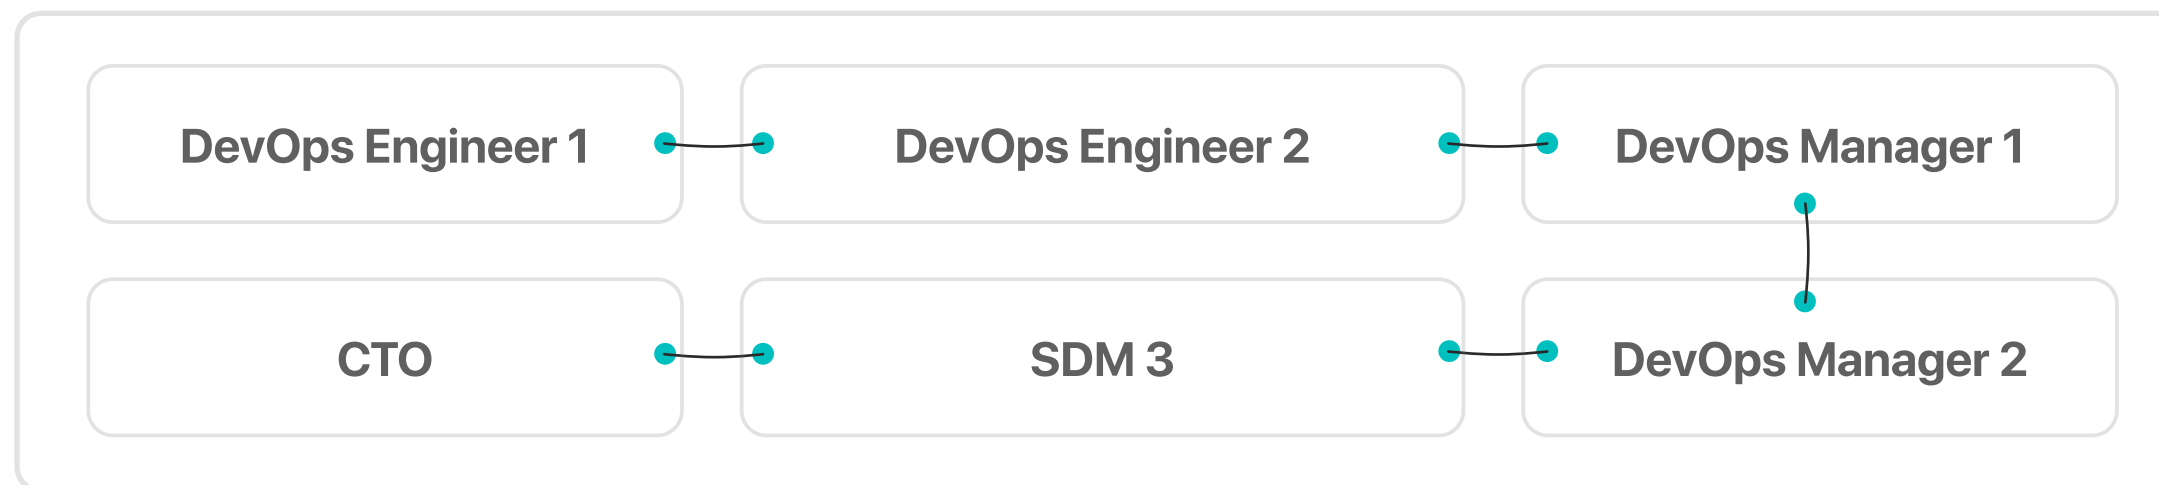 DevOps Engineer 1
DevOps Engineer 2
DevOps Manager 1
CTO
SDM 3
DevOps Manager 2